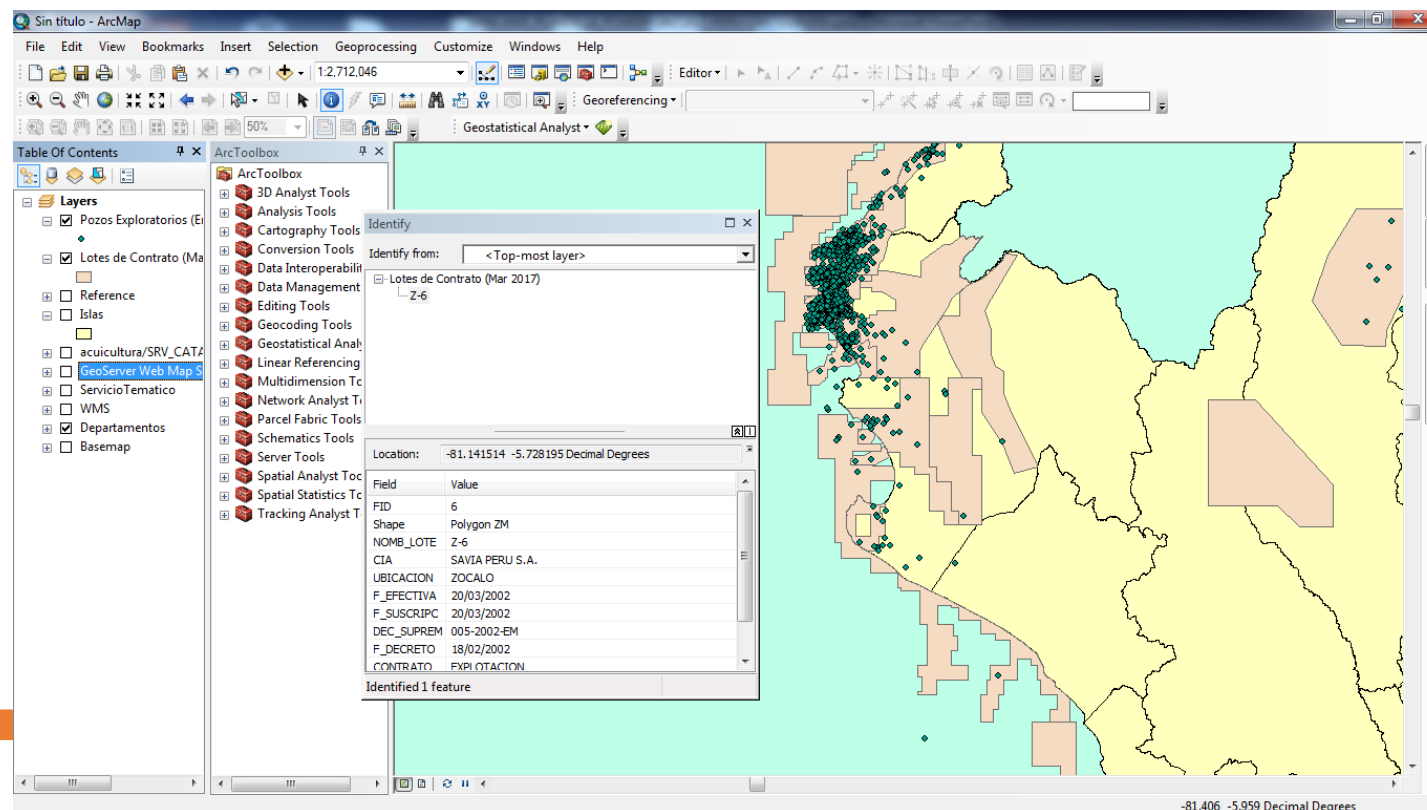 Sin título - ArcMap
File Edit View Bookmarks Insert Selection Geoprocessing Customize Windows Help
1:2,712,046
Editor
Georeferencing
50%
Geostatistical Analyst
Table Of Contents
Layers
Pozos Exploratorios (
Lotes de Contrato (Ma
Reference
Islas
acuicultura/SRV_CATA
GeoServer Web Map S
ServicioTematico
WMS
Departamentos
Basemap
ArcToolbox
ArcToolbox
3D Analyst Tools
Analysis Tools
Cartography Tools
Conversion Tools
Data Interoperabilit
Data Management
Editing Tools
Geocoding Tools
Geostatistical Analy
Linear Referencing
Multidimension To
Network Analyst T
Parcel Fabric Tools
Schematics Tools
Server Tools
Spatial Analyst Too
Spatial Statistics To
Tracking Analyst T
Identify
Identify from: <Top-most layer>
Lotes de Contrato (Mar 2017)
Z-6
Location: -81.141514 -5.728195 Decimal Degrees
Field Value
FID 6
Shape Polygon ZM
NOMB_LOTE Z-6
CIA SAVIA PERU S.A.
UBICACION ZOCALO
F_EFECTIVA 20/03/2002
F_SUSCRIPC 20/03/2002
DEC_SUPREM 005-2002-EM
F_DECRETO 18/02/2002
CONTRATO EXPLOTACION
Identified 1 feature
-81.406 -5.959 Decimal Degrees